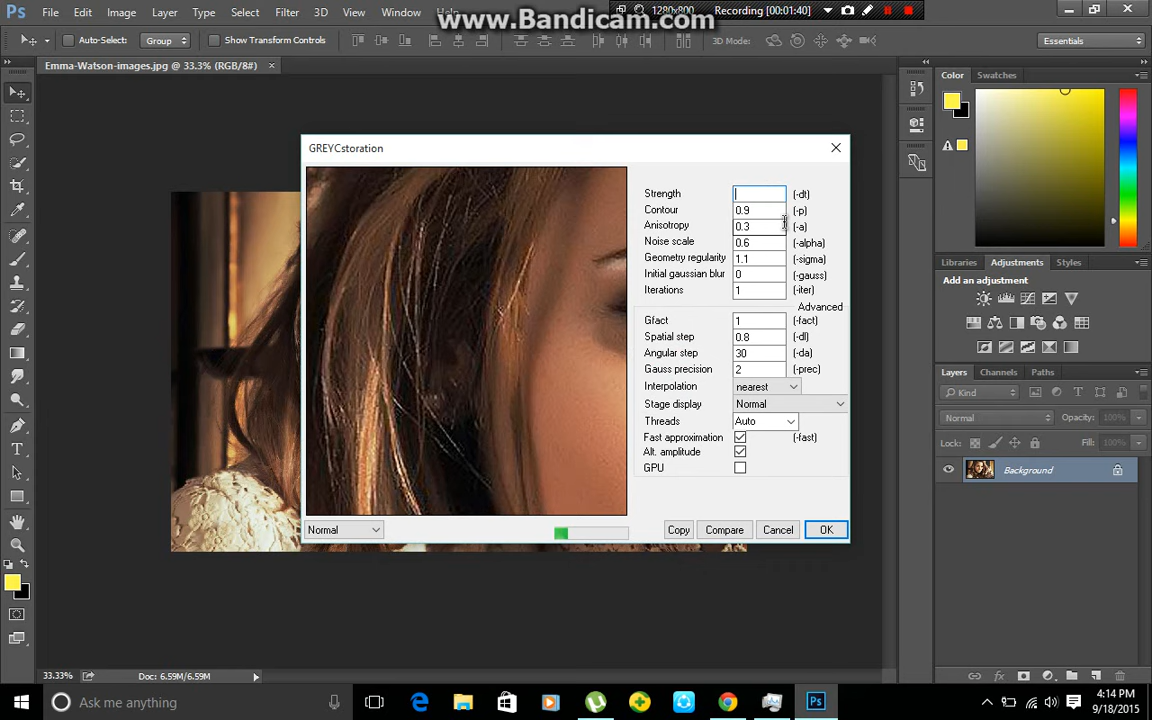 Ps File Edit Image Layer Type Select Filter 3D View Window Help
www.Bandicam.com
1280x800 Recording [00:01:40]
Auto-Select: Group Show Transform Controls 3D Mode: Essentials
Emma-Watson-images.jpg @ 33.3% (RGB/8#) ×
Color Swatches
GREYCstoration
Strength (-dt)
Contour 0.9 (-p)
Anisotropy 0.3 (-a)
Noise scale 0.6 (-alpha)
Geometry regularity 1.1 (-sigma)
Initial gaussian blur 0 (-gauss)
Iterations 1 (-iter)
Advanced
Gfact 1 (-fact)
Spatial step 0.8 (-dl)
Angular step 30 (-da)
Gauss precision 2 (-prec)
Interpolation nearest
Stage display Normal
Threads Auto
Fast approximation (-fast)
Alt. amplitude
GPU
Normal Copy Compare Cancel OK
Libraries Adjustments Styles
Add an adjustment
Layers Channels Paths
Kind
Normal Opacity: 100%
Lock: Fill: 100%
Background
33.33% Doc: 6.59M/6.59M
Ask me anything
Ps
4:14 PM
9/18/2015